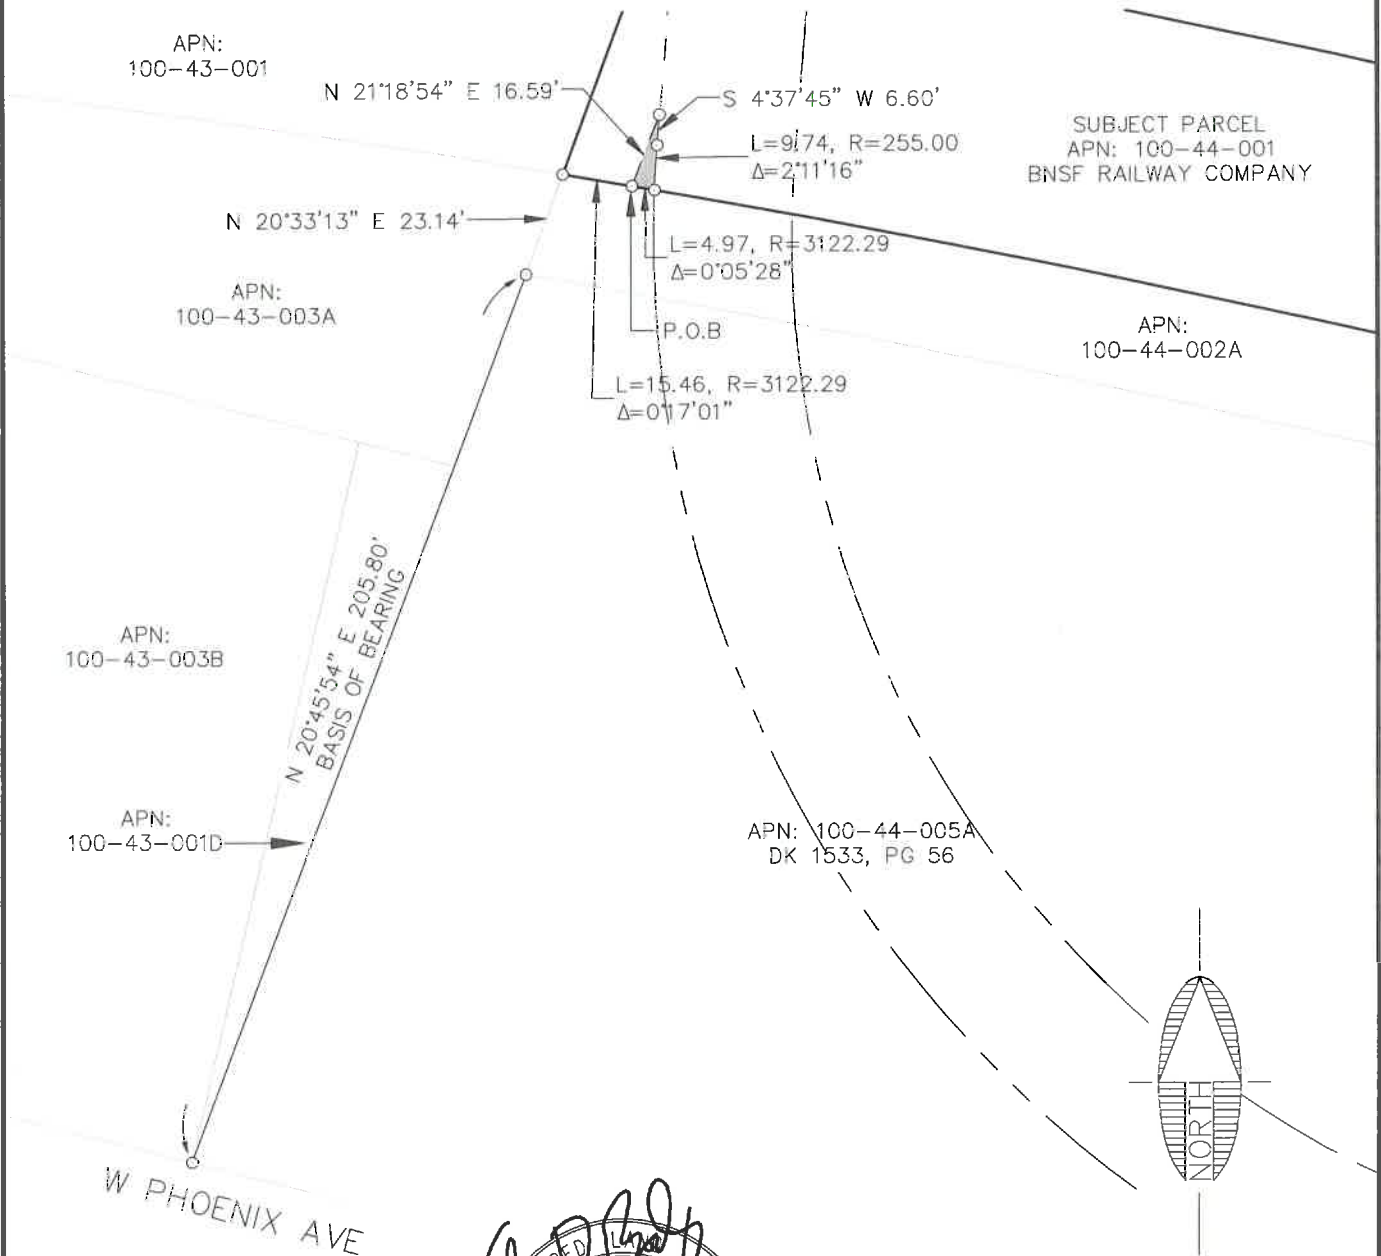 APN:
100-43-001
N 21°18'54" E 16.59'
S 4°37'45" W 6.60'
L=9.74, R=255.00
Δ=2°11'16"
SUBJECT PARCEL
APN: 100-44-001
BNSF RAILWAY COMPANY
N 20°33'13" E 23.14'
L=4.97, R=3122.29
Δ=0°05'28"
APN:
100-43-003A
P.O.B
APN:
100-44-002A
L=15.46, R=3122.29
Δ=0°17'01"
N 20°45'54" E 205.80'
BASIS OF BEARING
APN:
100-43-003B
APN:
100-43-001D
APN: 100-44-005A
DK 1533, PG 56
NORTH
W PHOENIX AVE